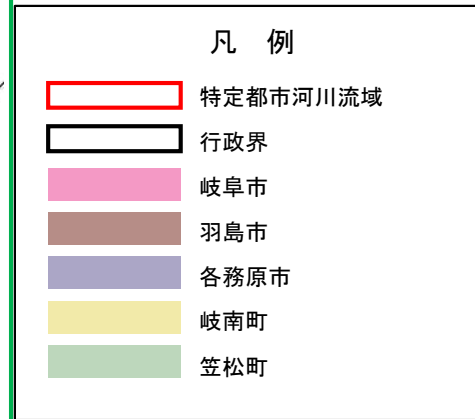 凡 例
特定都市河川流域
行政界
岐阜市
羽島市
各務原市
岐南町
笠松町